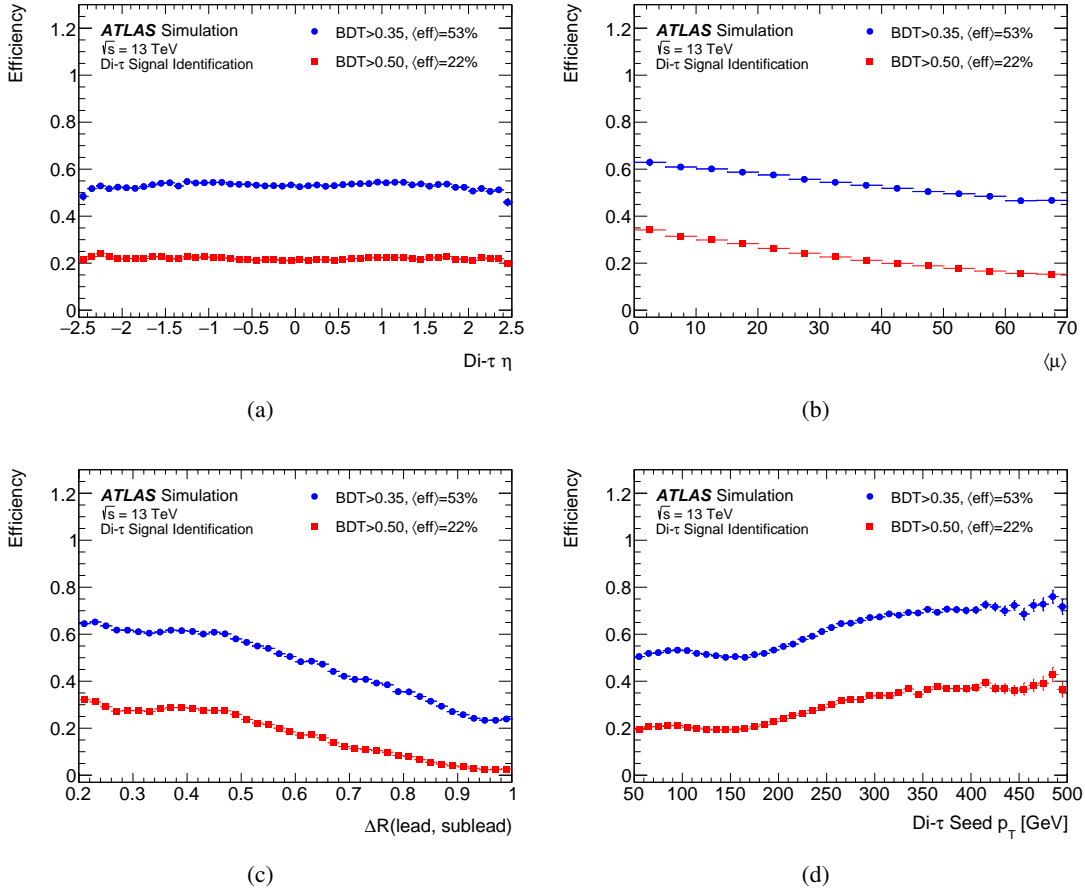 Efficiency
1.2
1
0.8
0.6
0.4
0.2
0
ATLAS Simulation
√s = 13 TeV
Di-τ Signal Identification
BDT>0.35, ⟨eff⟩=53%
BDT>0.50, ⟨eff⟩=22%
−2.5 −2 −1.5 −1 −0.5 0 0.5 1 1.5 2 2.5
Di-τ η
(a)
Efficiency
1.2
1
0.8
0.6
0.4
0.2
0
ATLAS Simulation
√s = 13 TeV
Di-τ Signal Identification
BDT>0.35, ⟨eff⟩=53%
BDT>0.50, ⟨eff⟩=22%
0 10 20 30 40 50 60 70
⟨μ⟩
(b)
Efficiency
1.2
1
0.8
0.6
0.4
0.2
0
ATLAS Simulation
√s = 13 TeV
Di-τ Signal Identification
BDT>0.35, ⟨eff⟩=53%
BDT>0.50, ⟨eff⟩=22%
0.2 0.3 0.4 0.5 0.6 0.7 0.8 0.9 1
ΔR(lead, sublead)
(c)
Efficiency
1.2
1
0.8
0.6
0.4
0.2
0
ATLAS Simulation
√s = 13 TeV
Di-τ Signal Identification
BDT>0.35, ⟨eff⟩=53%
BDT>0.50, ⟨eff⟩=22%
50 100 150 200 250 300 350 400 450 500
Di-τ Seed p_T [GeV]
(d)